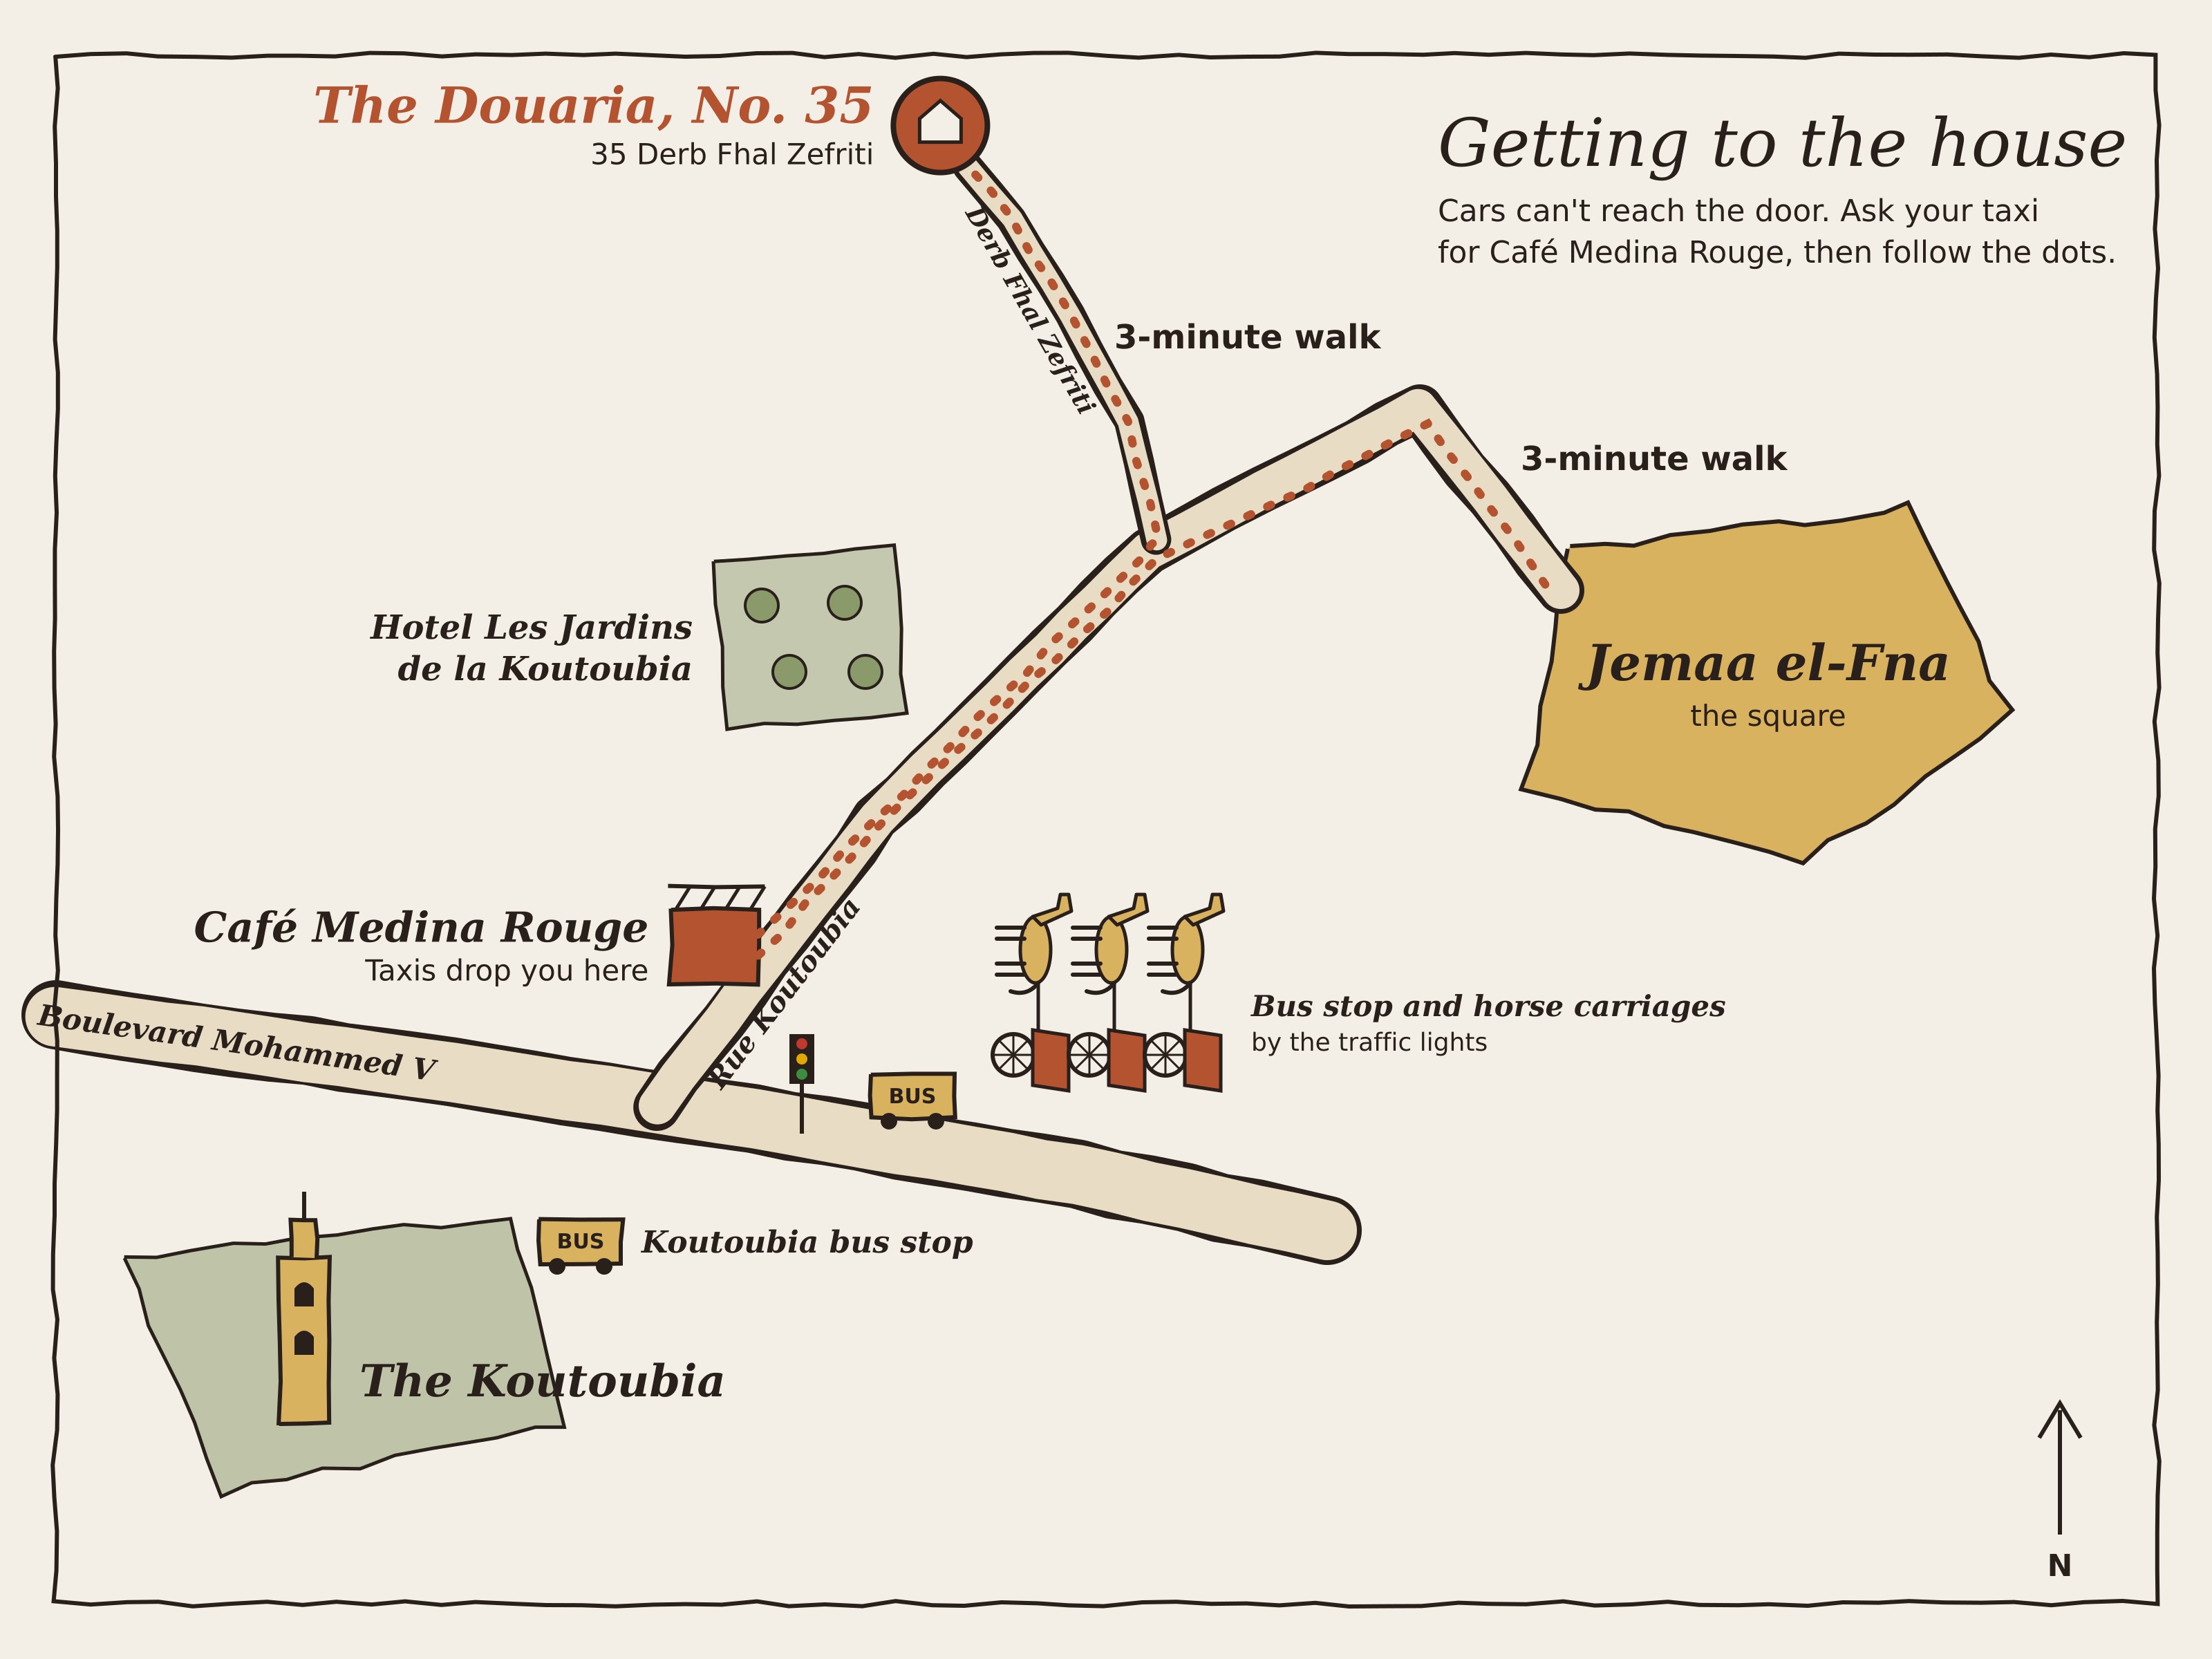 The Douaria, No. 35
35 Derb Fhal Zefriti
Getting to the house
Cars can't reach the door. Ask your taxi
for Café Medina Rouge, then follow the dots.
Derb Fhal Zefriti
3-minute walk
3-minute walk
Hotel Les Jardins
de la Koutoubia
Jemaa el-Fna
the square
Café Medina Rouge
Taxis drop you here
Rue Koutoubia
Boulevard Mohammed V
Bus stop and horse carriages
by the traffic lights
BUS
BUS
Koutoubia bus stop
The Koutoubia
N